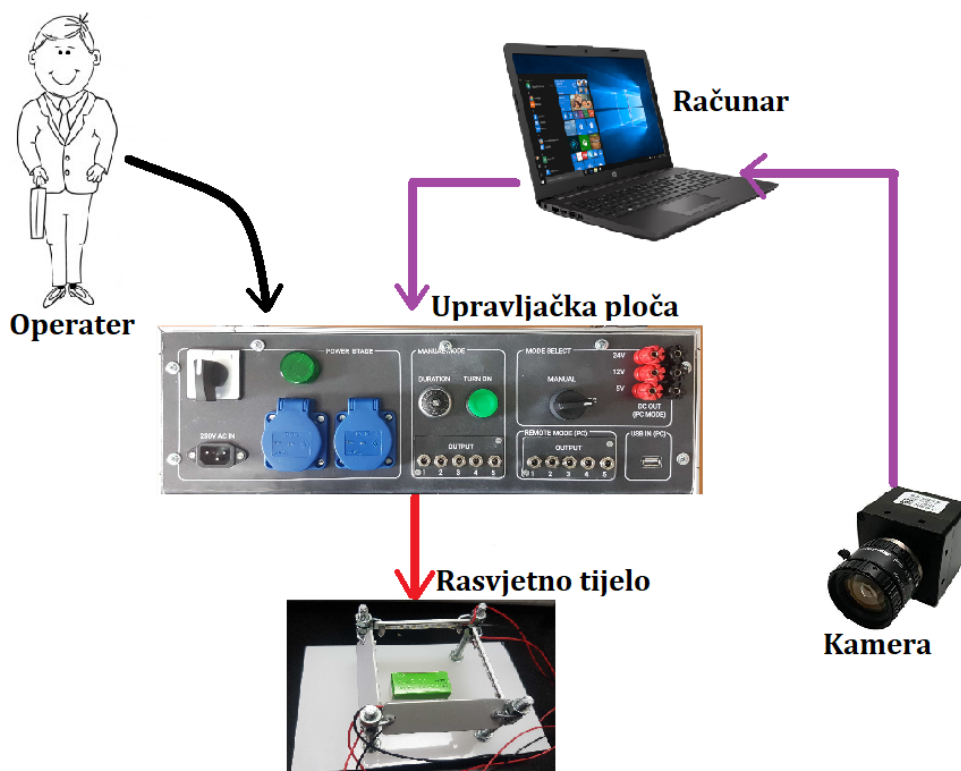 Računar
Operater
Upravljačka ploča
POWER STAGE
MANUAL MODE
MODE SELECT
24V
12V
5V
DURATION
TURN ON
MANUAL
DC OUT
(PC MODE)
230V AC IN
OUTPUT
1 2 3 4 5
REMOTE MODE (PC)
OUTPUT
1 2 3 4 5
USB IN (PC)
Rasvjetno tijelo
Kamera